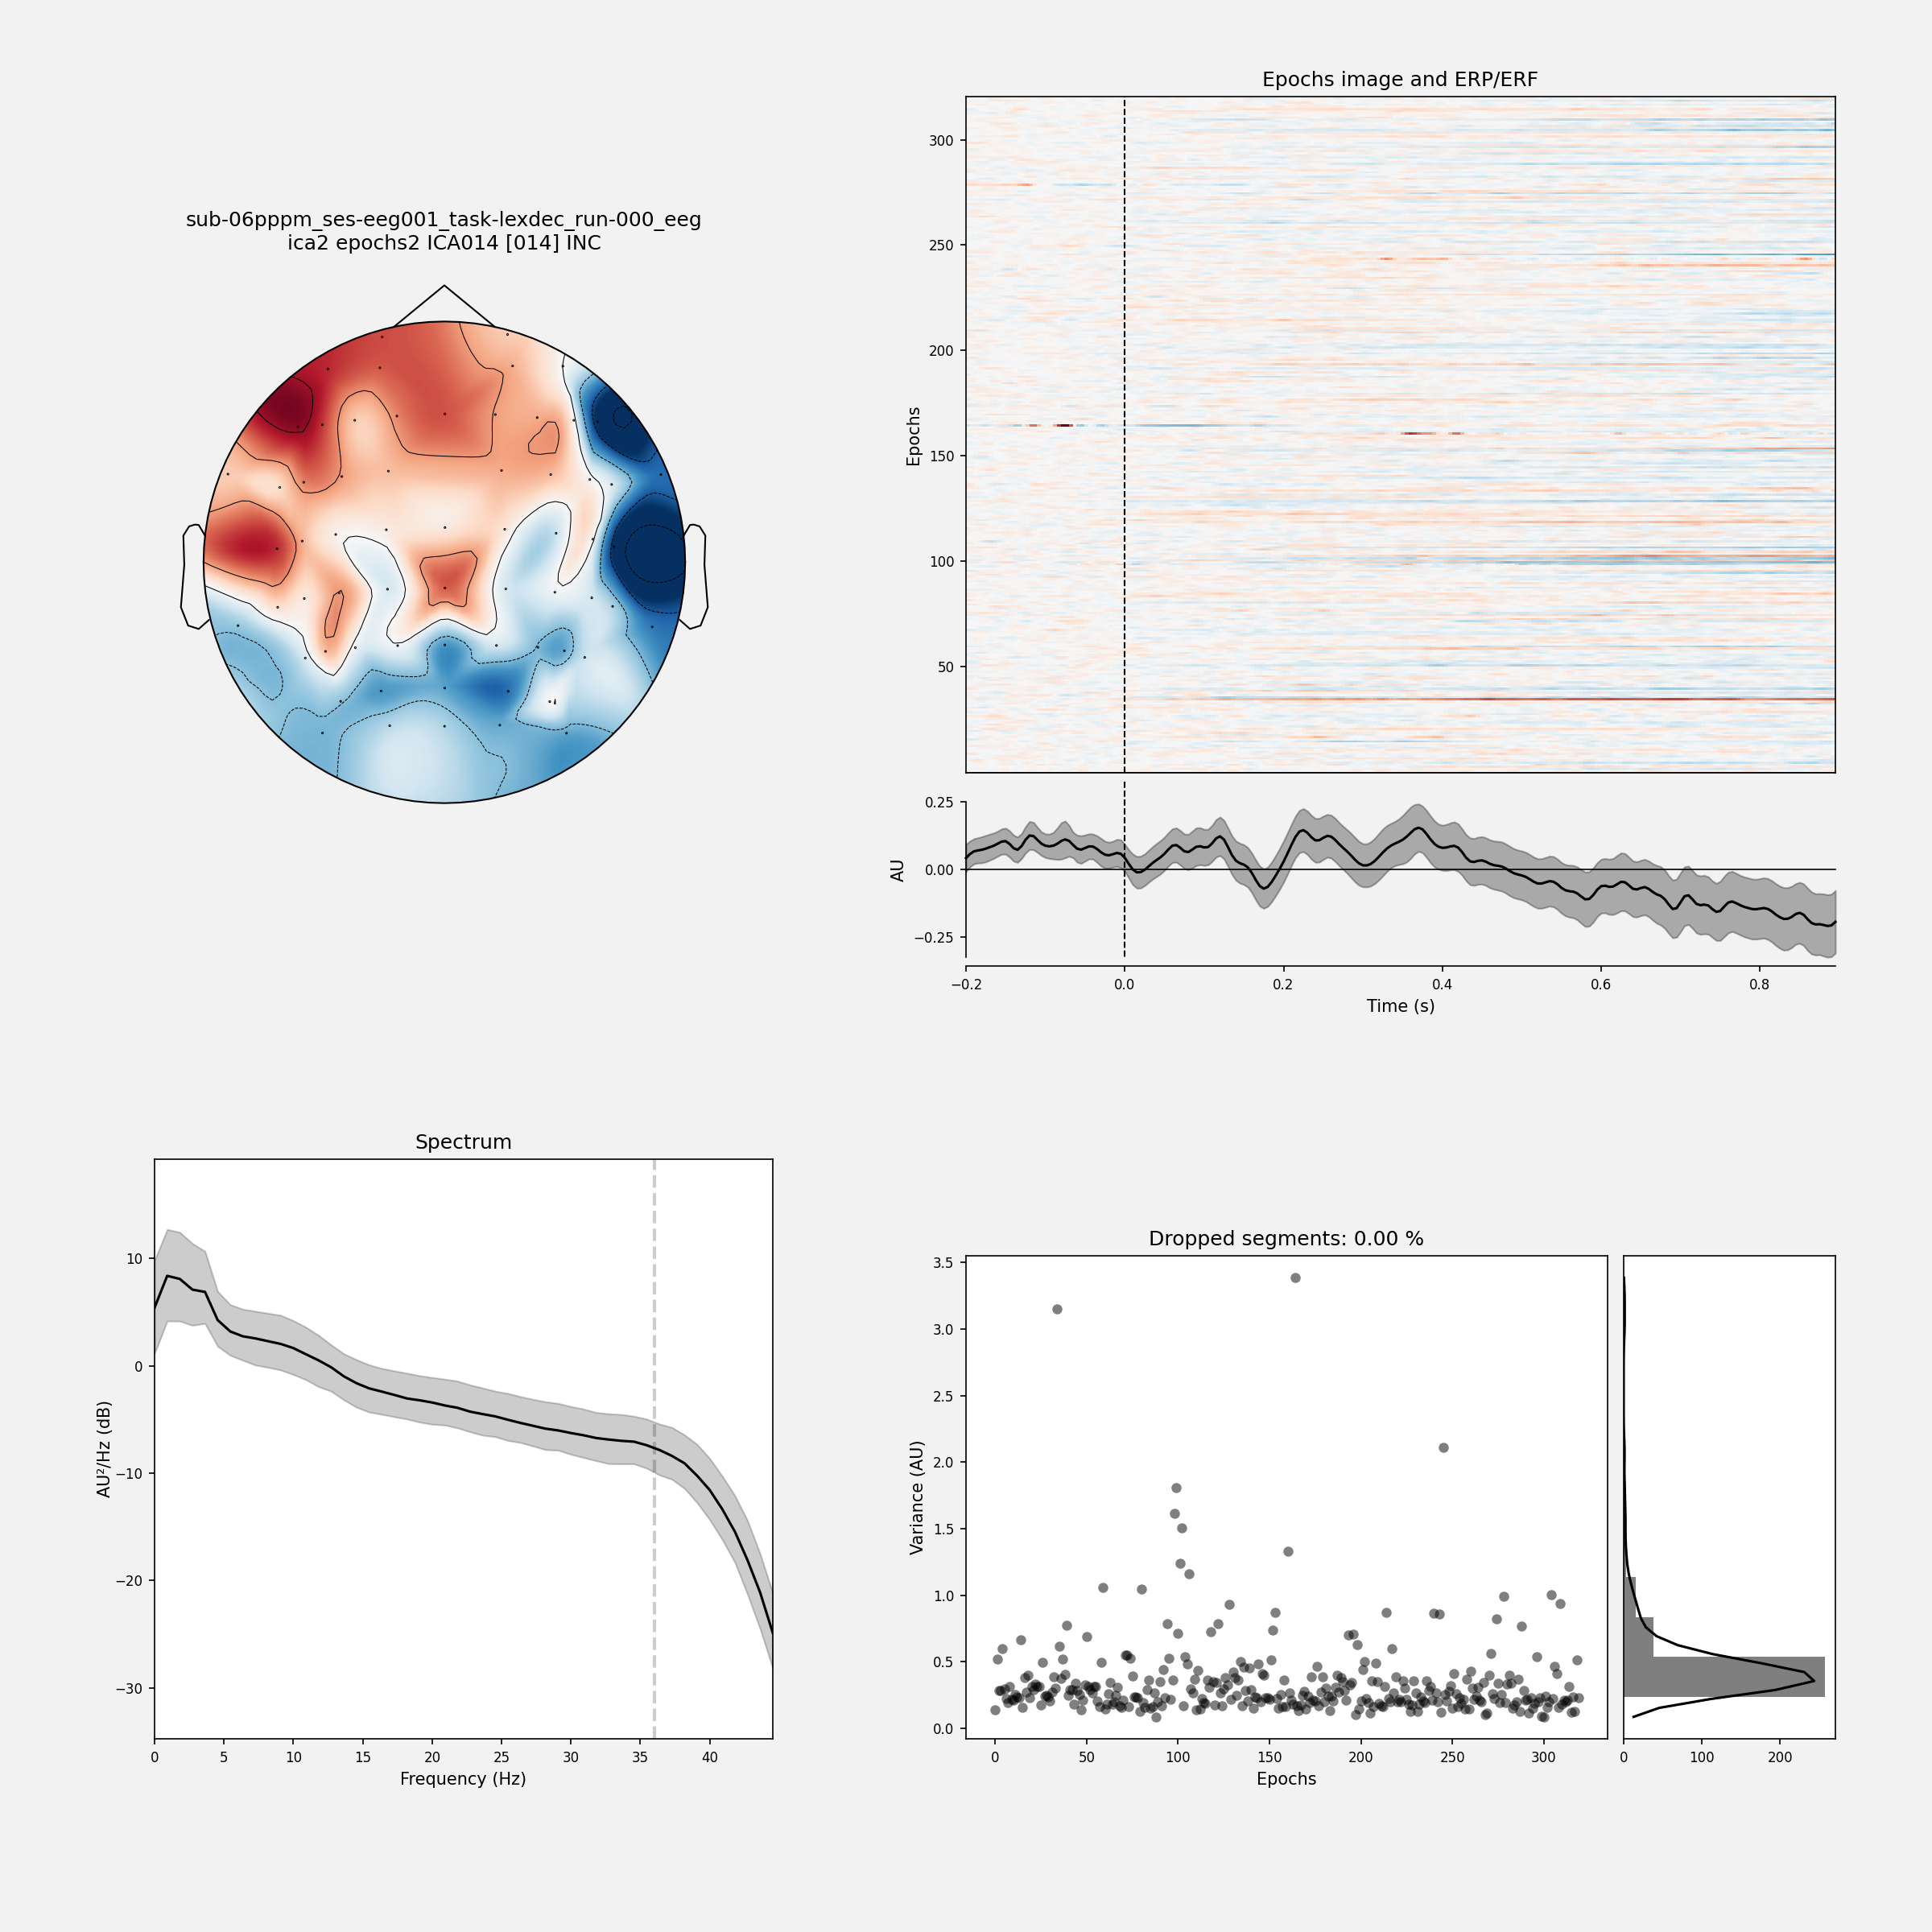 sub-06pppm_ses-eeg001_task-lexdec_run-000_eeg
ica2 epochs2 ICA014 [014] INC
Epochs image and ERP/ERF
300
250
200
150
100
50
Epochs
0.25
0.00
−0.25
AU
−0.2 0.0 0.2 0.4 0.6 0.8
Time (s)
Spectrum
10
0
−10
−20
−30
AU²/Hz (dB)
0 5 10 15 20 25 30 35 40
Frequency (Hz)
Dropped segments: 0.00 %
3.5
3.0
2.5
2.0
1.5
1.0
0.5
0.0
Variance (AU)
0 50 100 150 200 250 300
Epochs
0 100 200